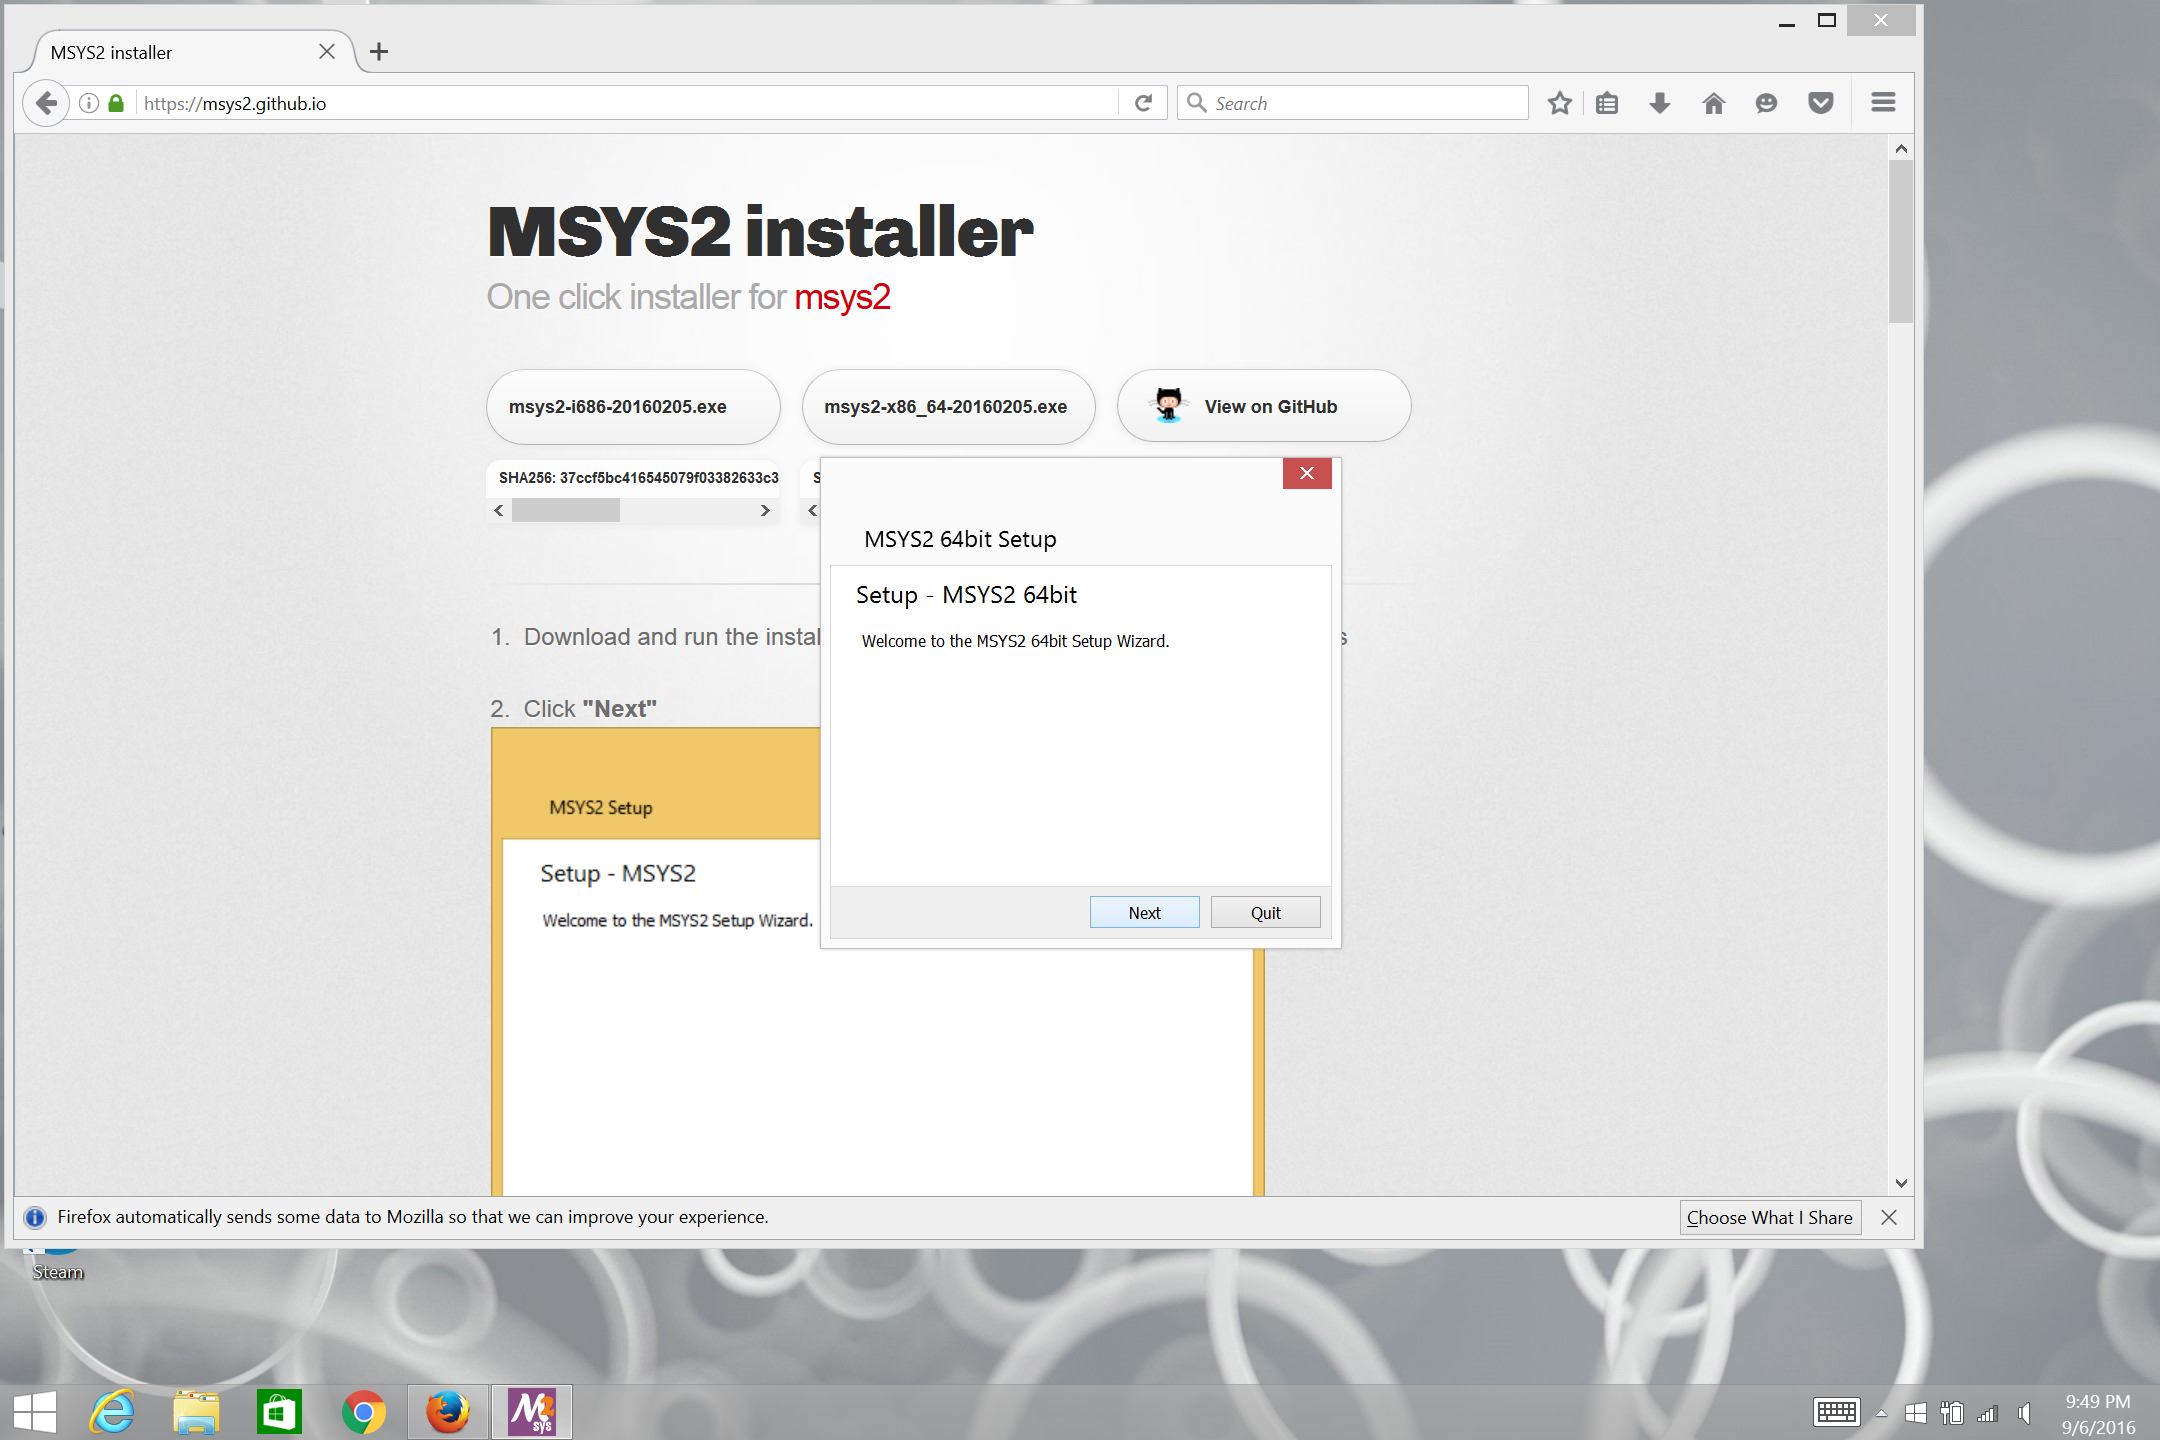 MSYS2 installer
https://msys2.github.io
Search
MSYS2 installer
One click installer for msys2
msys2-i686-20160205.exe
msys2-x86_64-20160205.exe
View on GitHub
SHA256: 37ccf5bc416545079f03382633c3
MSYS2 64bit Setup
Setup - MSYS2 64bit
Welcome to the MSYS2 64bit Setup Wizard.
Next
Quit
1. Download and run the instal
2. Click "Next"
MSYS2 Setup
Setup - MSYS2
Welcome to the MSYS2 Setup Wizard.
Firefox automatically sends some data to Mozilla so that we can improve your experience.
Choose What I Share
Steam
M2
sys
9:49 PM
9/6/2016